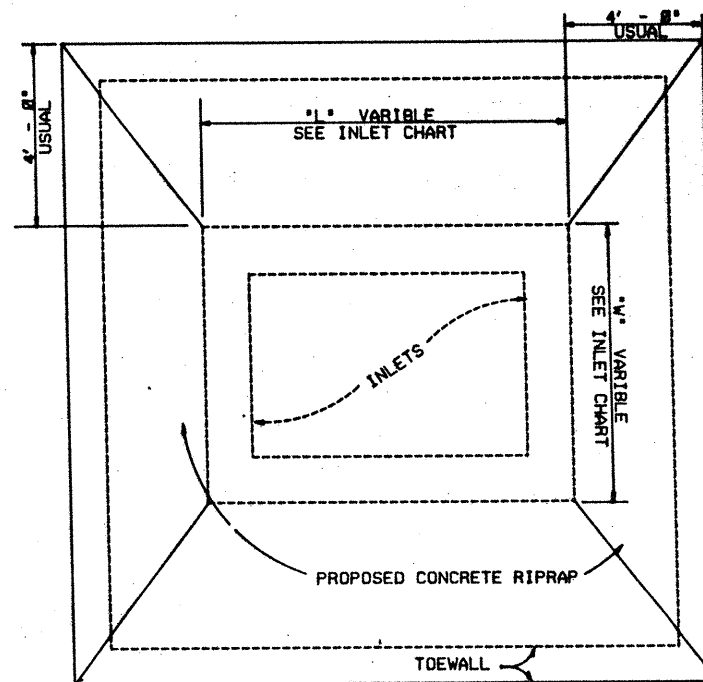 4' - 0"
USUAL
4' - 0"
USUAL
"L" VARIBLE
SEE INLET CHART
"W" VARIBLE
SEE INLET CHART
INLETS
PROPOSED CONCRETE RIPRAP
TOEWALL